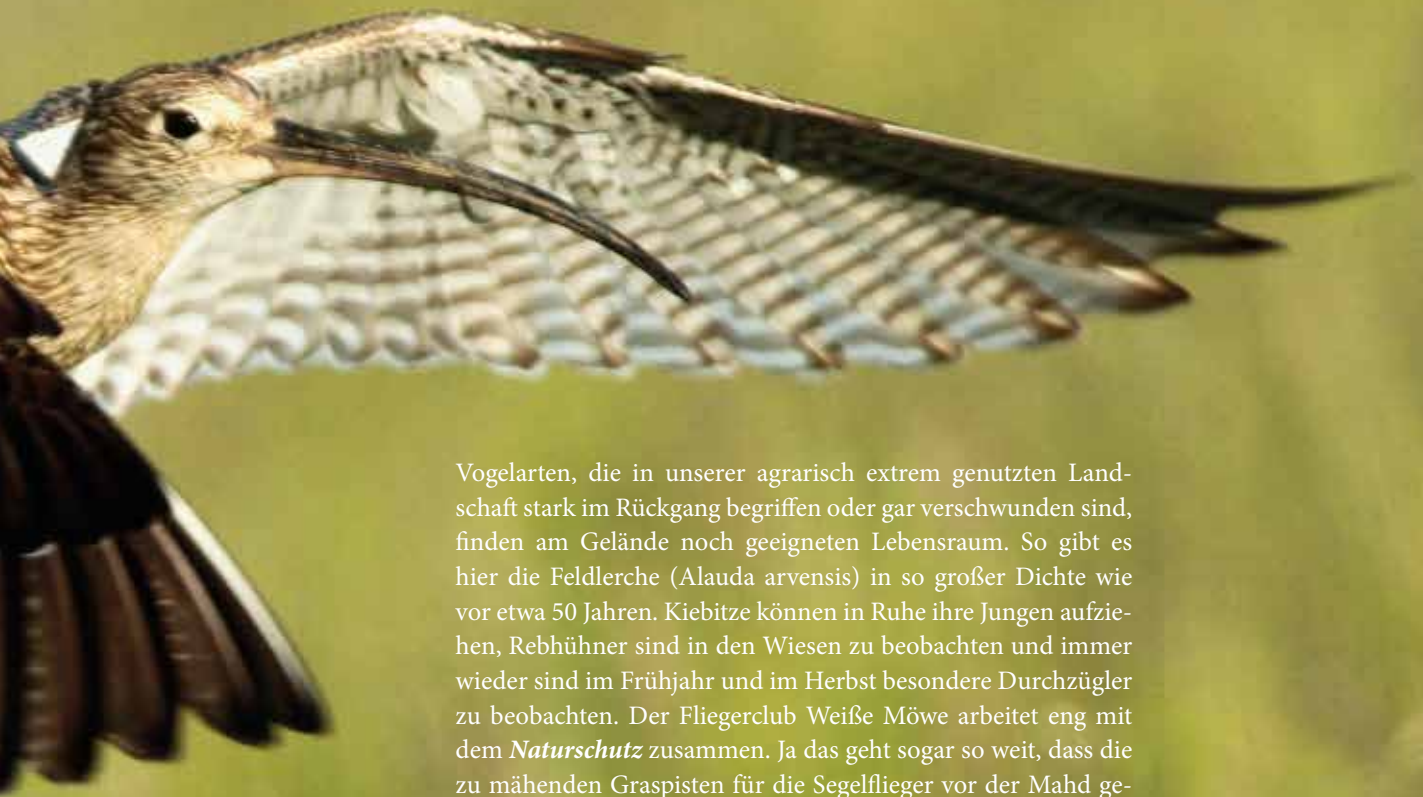 Vogelarten, die in unserer agrarisch extrem genutzten Land-
schaft stark im Rückgang begriffen oder gar verschwunden sind,
finden am Gelände noch geeigneten Lebensraum. So gibt es
hier die Feldlerche (Alauda arvensis) in so großer Dichte wie
vor etwa 50 Jahren. Kiebitze können in Ruhe ihre Jungen aufzie-
hen, Rebhühner sind in den Wiesen zu beobachten und immer
wieder sind im Frühjahr und im Herbst besondere Durchzügler
zu beobachten. Der Fliegerclub Weiße Möwe arbeitet eng mit
dem Naturschutz zusammen. Ja das geht sogar so weit, dass die
zu mähenden Graspisten für die Segelflieger vor der Mahd ge-